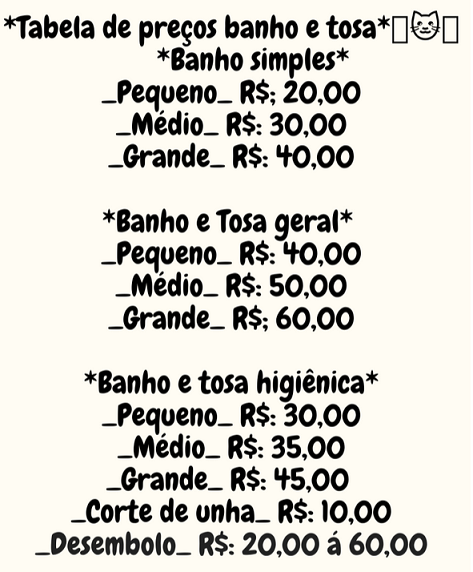 *Tabela de preços banho e tosa*🐱
*Banho simples*
_Pequeno_ R$; 20,00
_Médio_ R$: 30,00
_Grande_ R$: 40,00
*Banho e Tosa geral*
_Pequeno_ R$: 40,00
_Médio_ R$: 50,00
_Grande_ R$; 60,00
*Banho e tosa higiênica*
_Pequeno_ R$: 30,00
_Médio_ R$: 35,00
_Grande_ R$: 45,00
_Corte de unha_ R$: 10,00
_Desembolo_ R$: 20,00 á 60,00